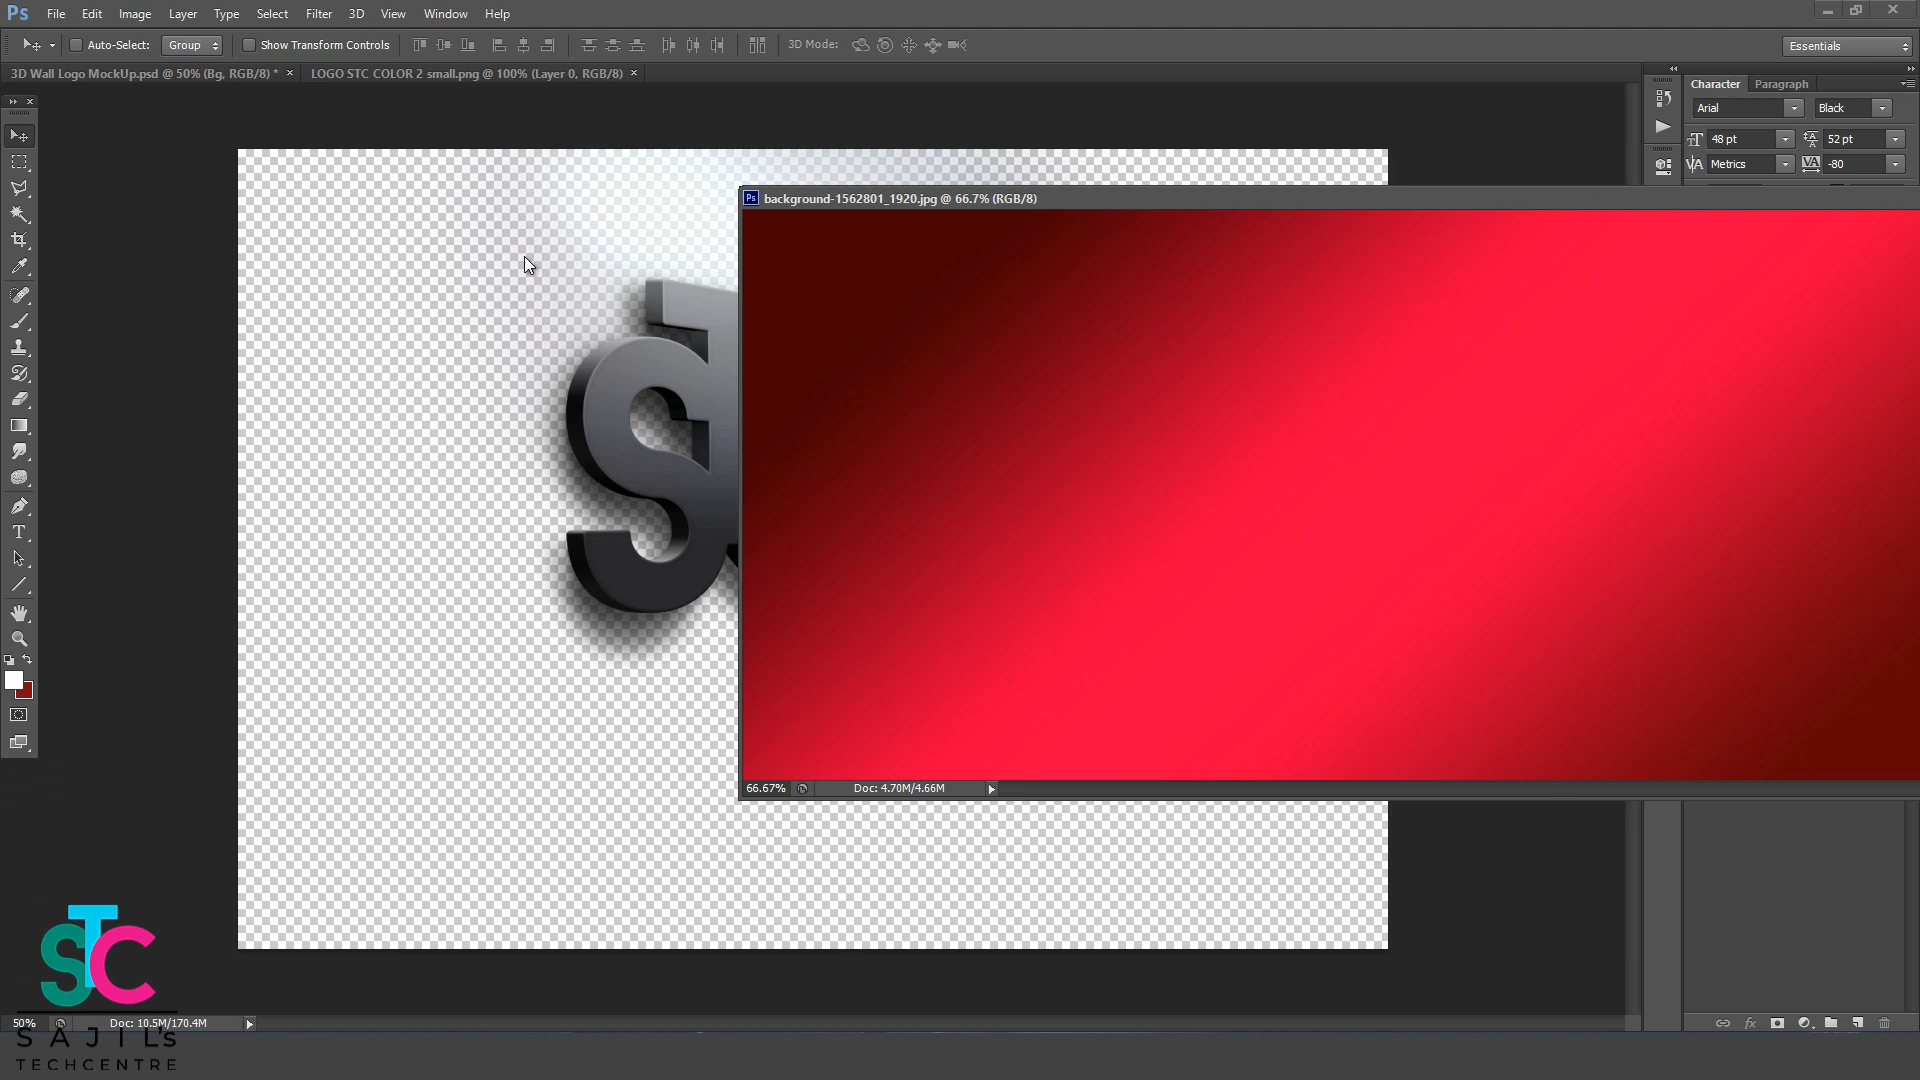 Ps File Edit Image Layer Type Select Filter 3D View Window Help
Auto-Select: Group Show Transform Controls 3D Mode: Essentials
3D Wall Logo MockUp.psd @ 50% (Bg, RGB/8) * × LOGO STC COLOR 2 small.png @ 100% (Layer 0, RGB/8) ×
Character Paragraph
Arial Black
48 pt 52 pt
Metrics -80
Ps background-1562801_1920.jpg @ 66.7% (RGB/8)
STC
66.67% Doc: 4.70M/4.66M
STC
50% Doc: 10.5M/170.4M
SAJIL's
TECHCENTRE